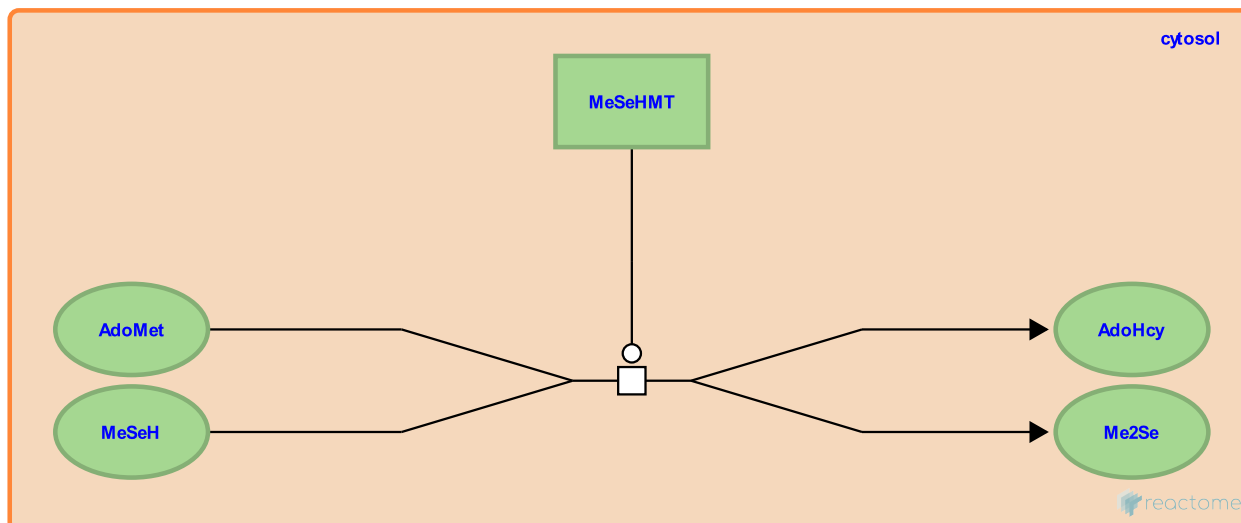 cytosol
MeSeHMT
AdoMet
AdoHcy
MeSeH
Me2Se
reactome